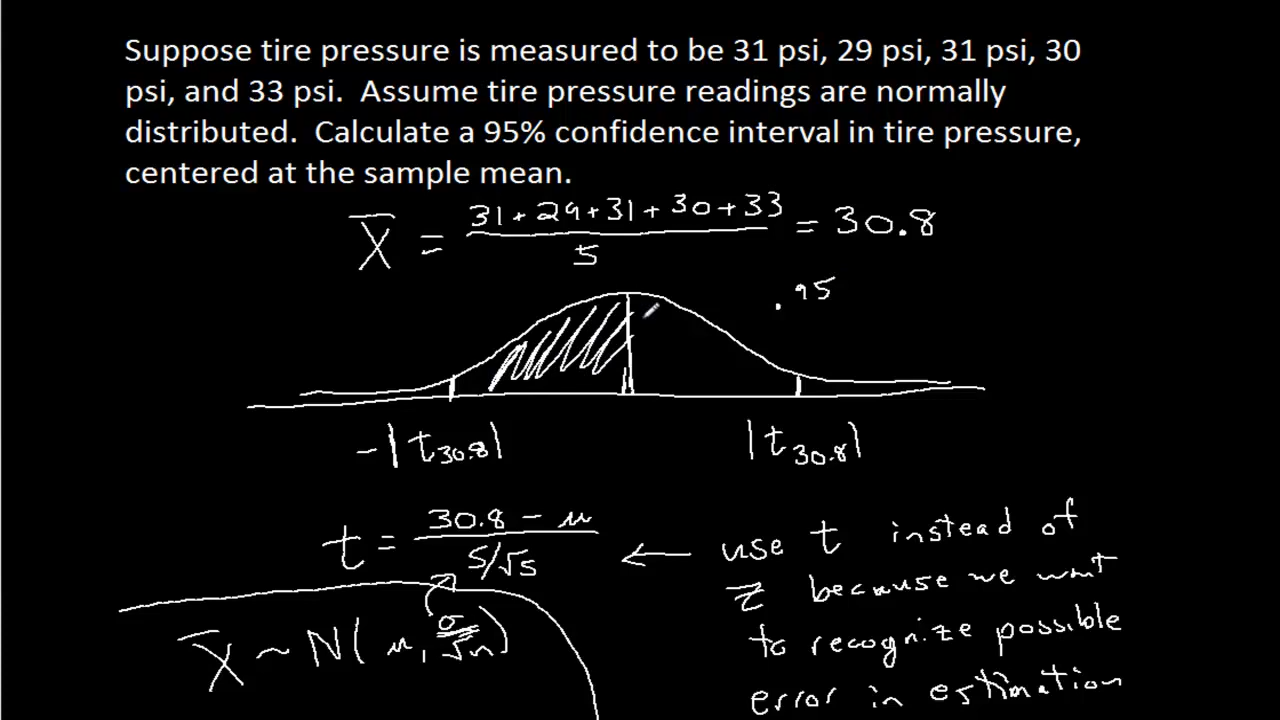 Suppose tire pressure is measured to be 31 psi, 29 psi, 31 psi, 30
psi, and 33 psi.  Assume tire pressure readings are normally
distributed.  Calculate a 95% confidence interval in tire pressure,
centered at the sample mean.
X̅ = (31+29+31+30+33)/5 = 30.8
.95
-|t30.8| |t30.8|
t = (30.8 - μ)/(s/√5) ← use t instead of
z because we want
X̅ ~ N(μ, σ/√n) to recognize possible
error in estimation